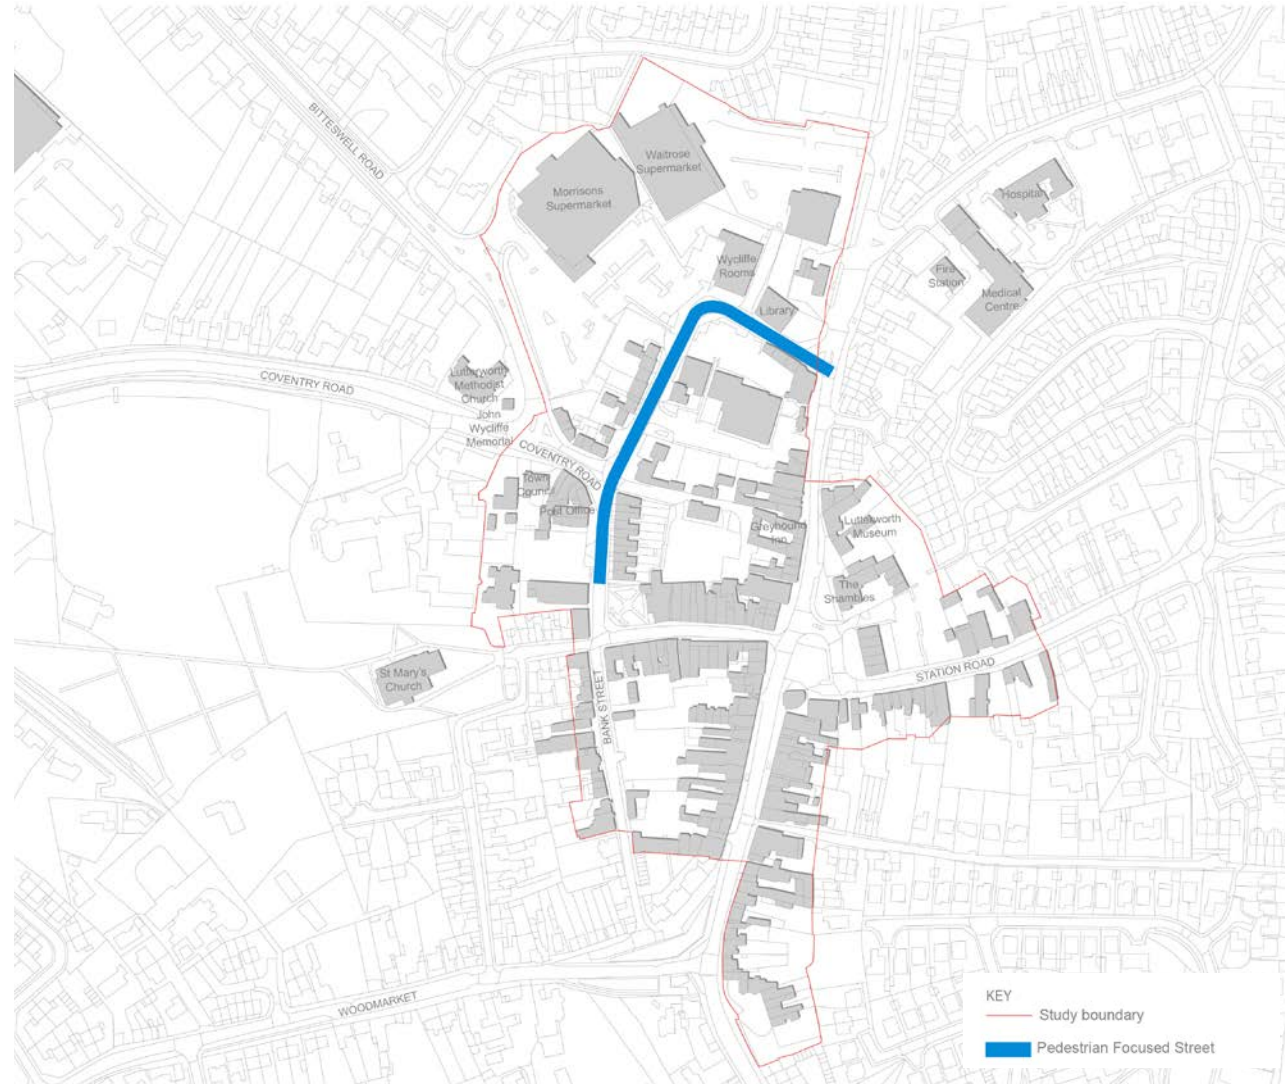 BITTESWELL ROAD
Waitrose
Supermarket
Morrisons
Supermarket
Hospital
Wycliffe
Rooms
Fire
Station
Medical
Centre
Library
COVENTRY ROAD
Lutterworth
Methodist
Church
John
Wycliffe
Memorial
COVENTRY ROAD
Town
Council
Post Office
Greyhound
Inn
Lutterworth
Museum
The
Shambles
St Mary's
Church
STATION ROAD
BANK STREET
WOODMARKET
KEY
Study boundary
Pedestrian Focused Street